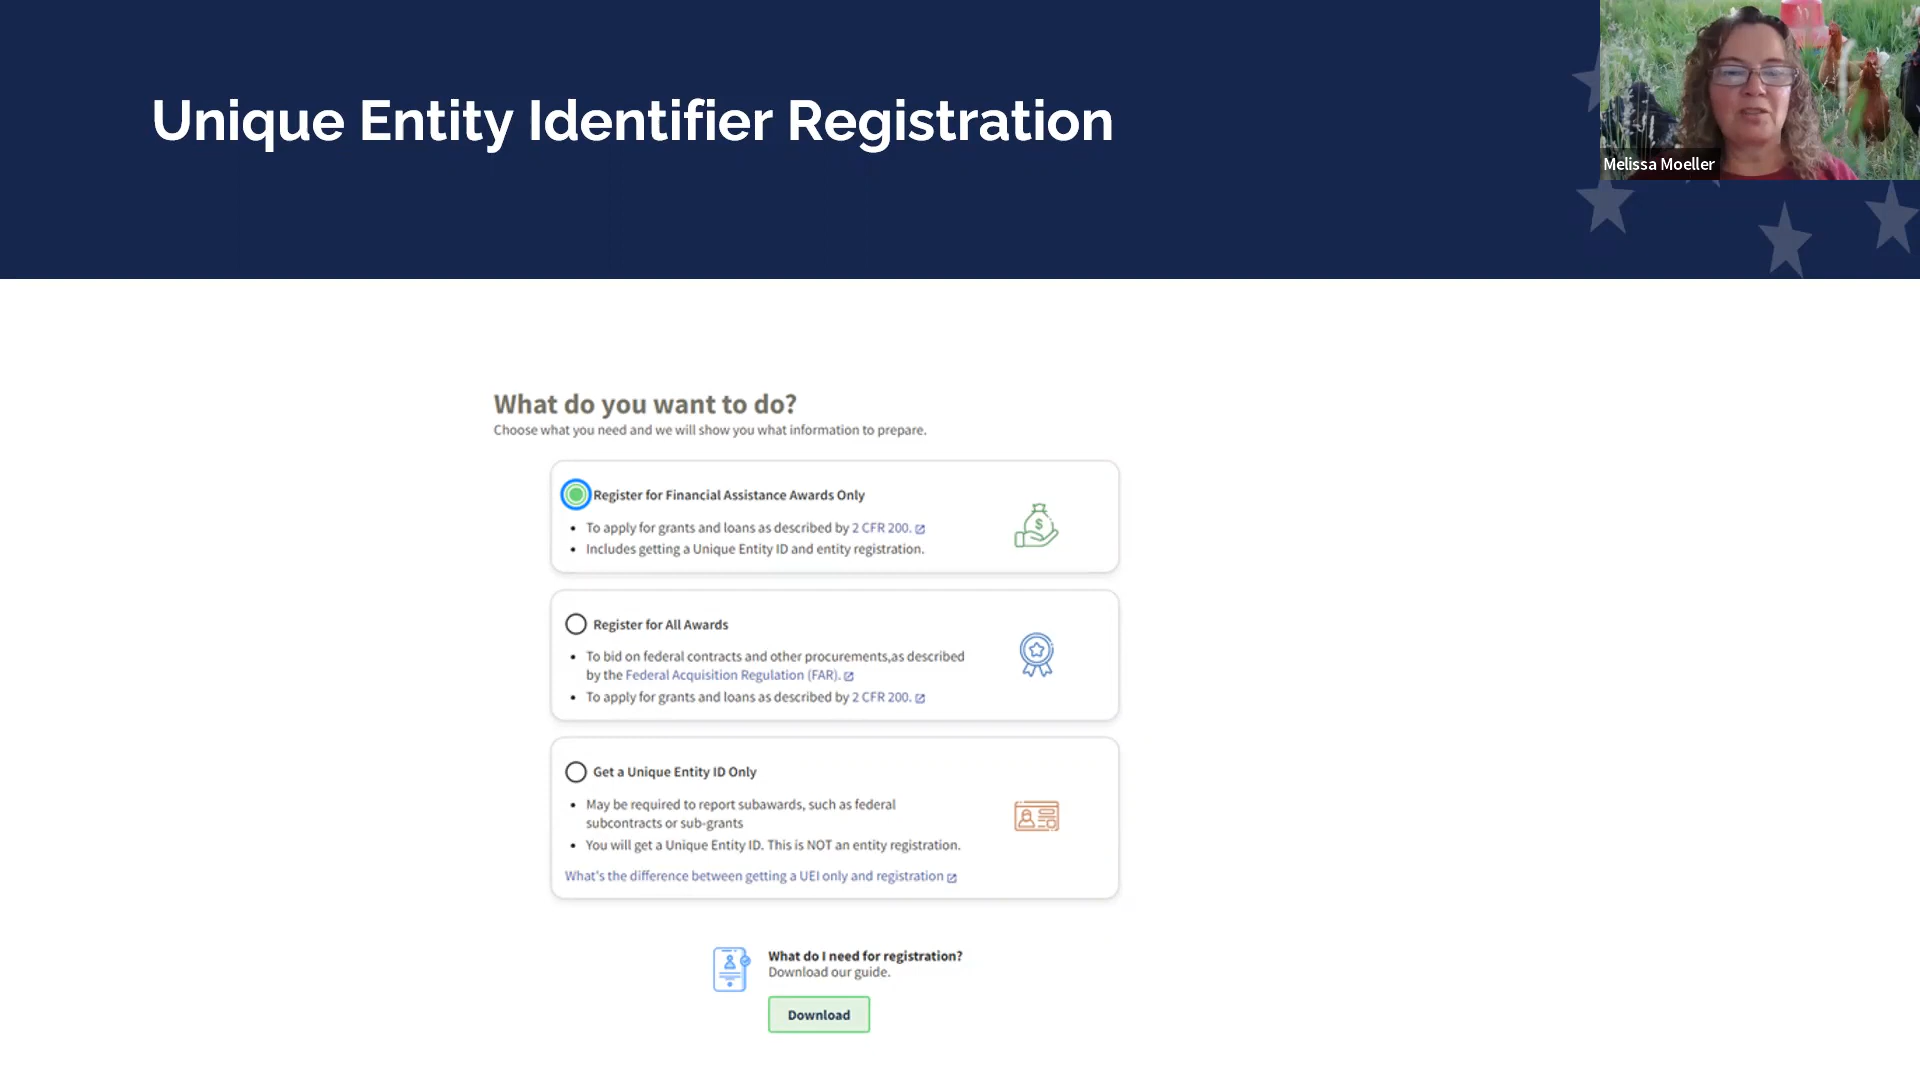 Unique Entity Identifier Registration
Melissa Moeller
What do you want to do?
Choose what you need and we will show you what information to prepare.
Register for Financial Assistance Awards Only
• To apply for grants and loans as described by 2 CFR 200.
• Includes getting a Unique Entity ID and entity registration.
$
Register for All Awards
• To bid on federal contracts and other procurements,as described
by the Federal Acquisition Regulation (FAR).
• To apply for grants and loans as described by 2 CFR 200.
Get a Unique Entity ID Only
• May be required to report subawards, such as federal
subcontracts or sub-grants
• You will get a Unique Entity ID. This is NOT an entity registration.
What's the difference between getting a UEI only and registration
What do I need for registration?
Download our guide.
Download